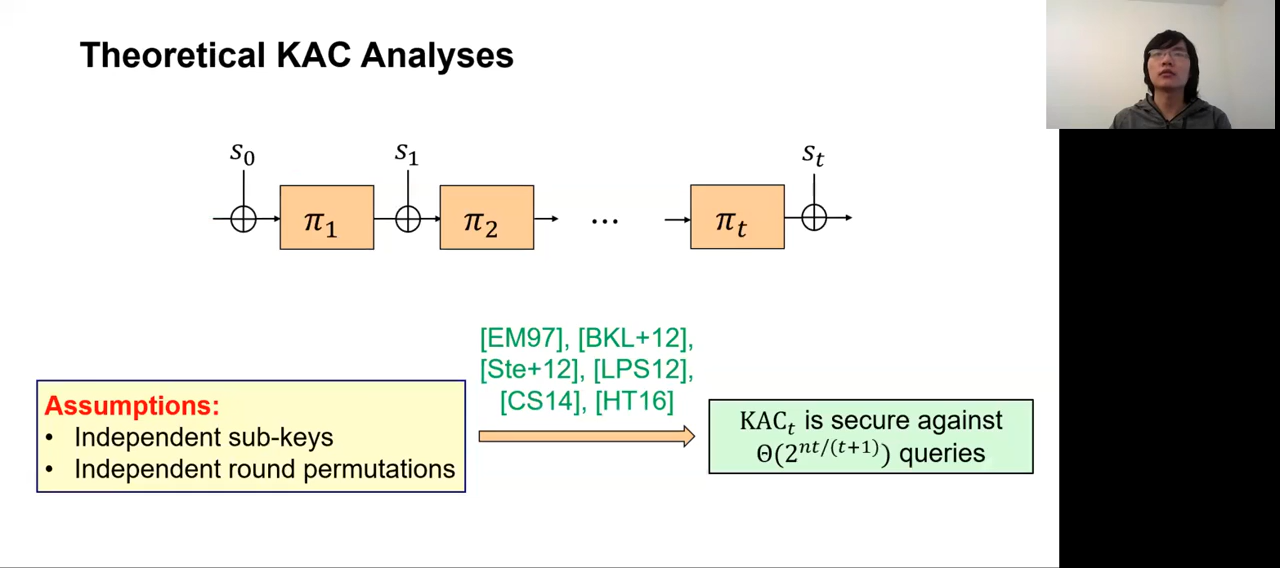 Theoretical KAC Analyses
s₀ s₁ sₜ
π₁ π₂ ... πₜ
[EM97], [BKL+12],
[Ste+12], [LPS12],
[CS14], [HT16]
Assumptions:
• Independent sub-keys
• Independent round permutations
KACₜ is secure against
Θ(2^{nt/(t+1)}) queries